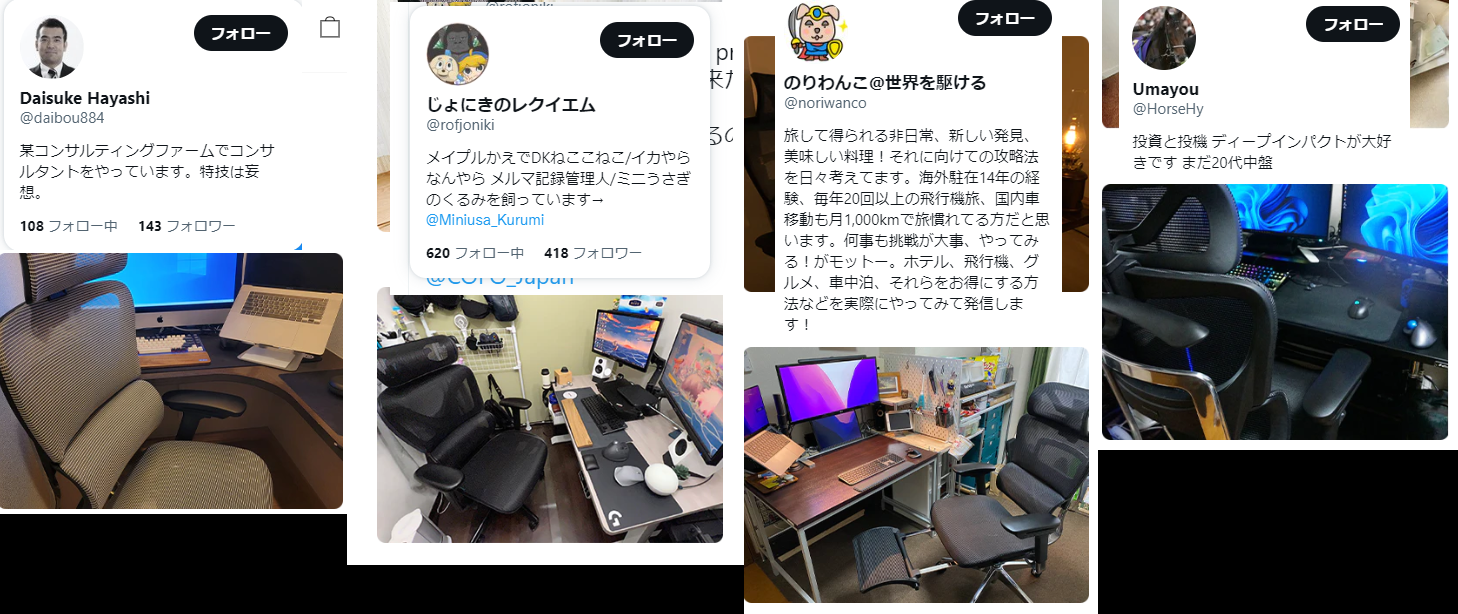 フォロー
Daisuke Hayashi
@daibou884
某コンサルティングファームでコンサ
ルタントをやっています。特技は妄
想。
108 フォロー中 143 フォロワー
フォロー
じょにきのレクイエム
@rofjoniki
メイプルかえでDKねここねこ/イカやら
なんやら メルマ記録管理人/ミニうさぎ
のくるみを飼っています→
@Miniusa_Kurumi
620 フォロー中 418 フォロワー
@COFO_Japan
フォロー
のりわんこ@世界を駆ける
@noriwanco
旅して得られる非日常、新しい発見、
美味しい料理！それに向けての攻略法
を日々考えてます。海外駐在14年の経
験、毎年20回以上の飛行機旅、国内車
移動も月1,000kmで旅慣れてる方だと思
います。何事も挑戦が大事、やってみ
る！がモットー。ホテル、飛行機、グ
ルメ、車中泊、それらをお得にする方
法などを実際にやってみて発信しま
す！
フォロー
Umayou
@HorseHy
投資と投機 ディープインパクトが大好
きです まだ20代中盤